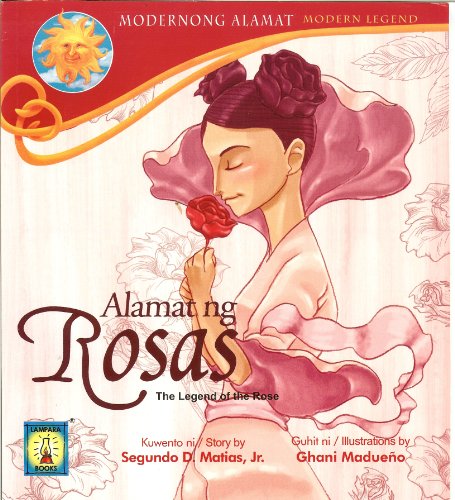 MODERNONG ALAMAT MODERN LEGEND
Alamat ng
Rosas
The Legend of the Rose
Kuwento ni / Story by
Segundo D. Matias, Jr.
Guhit ni / Illustrations by
Ghani Madueño
LAMPARA
BOOKS
®